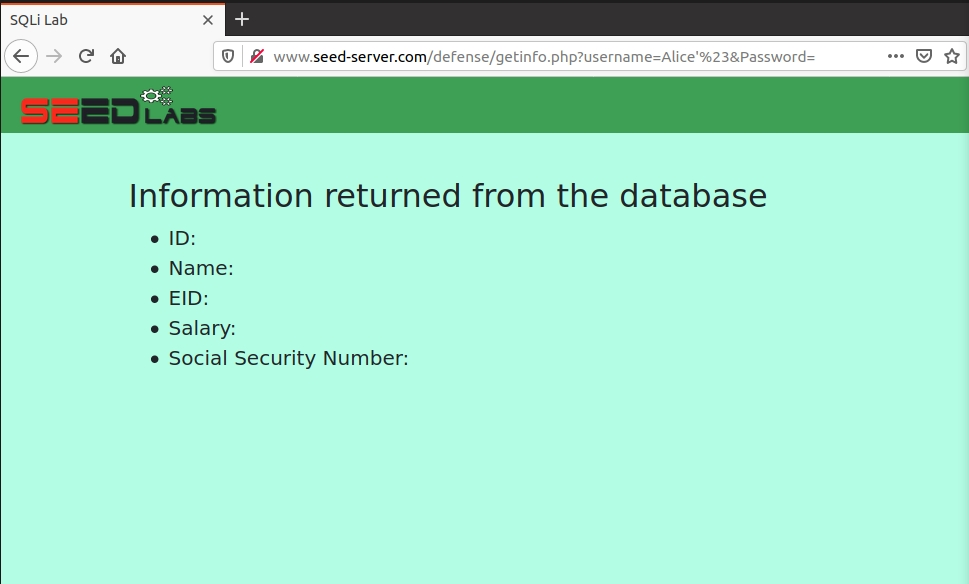 SQLi Lab
www.seed-server.com/defense/getinfo.php?username=Alice'%23&Password=
SEED LABS
Information returned from the database
ID:
Name:
EID:
Salary:
Social Security Number: